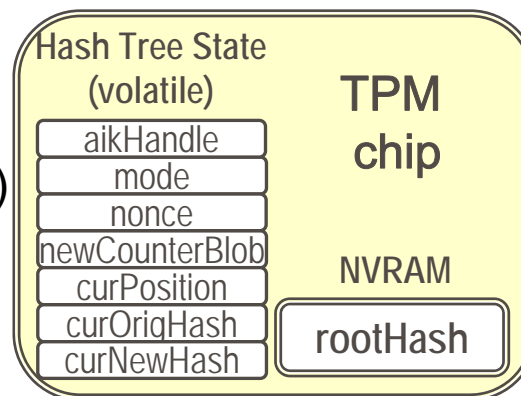 Hash Tree State
(volatile)
aikHandle
mode
nonce
newCounterBlob
curPosition
curOrigHash
curNewHash
TPM
chip
NVRAM
rootHash
)